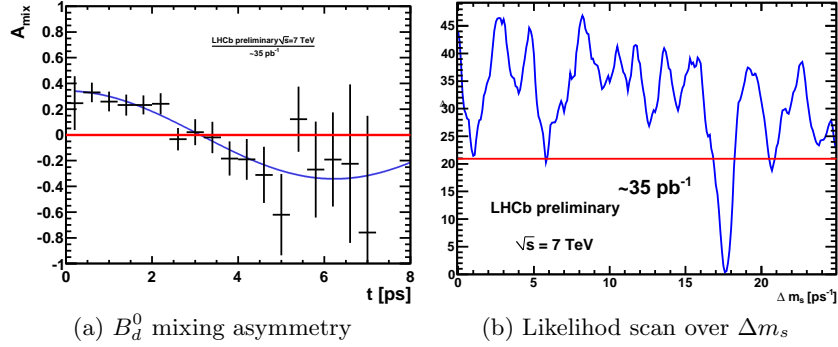 A_mix
1
0.8
0.6
0.4
0.2
0
-0.2
-0.4
-0.6
-0.8
-1
LHCb preliminary√s=7 TeV
~35 pb⁻¹
0 2 4 6 8
t [ps]
(a) B⁰_d mixing asymmetry
45
40
35
30
25
20
15
10
5
0
~35 pb⁻¹
LHCb preliminary
√s = 7 TeV
0 5 10 15 20
Δ m_s [ps⁻¹]
(b) Likelihod scan over Δm_s